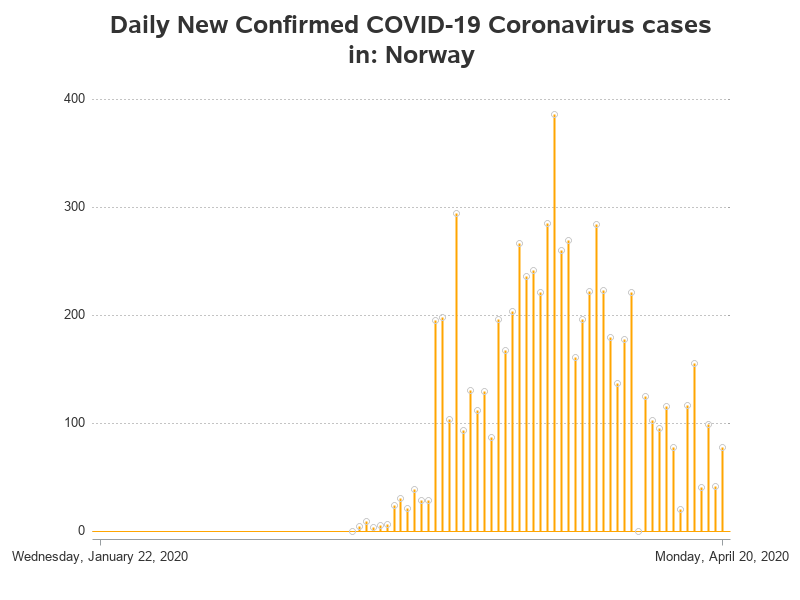 Daily New Confirmed COVID-19 Coronavirus cases
in: Norway
400
300
200
100
0
Wednesday, January 22, 2020
Monday, April 20, 2020